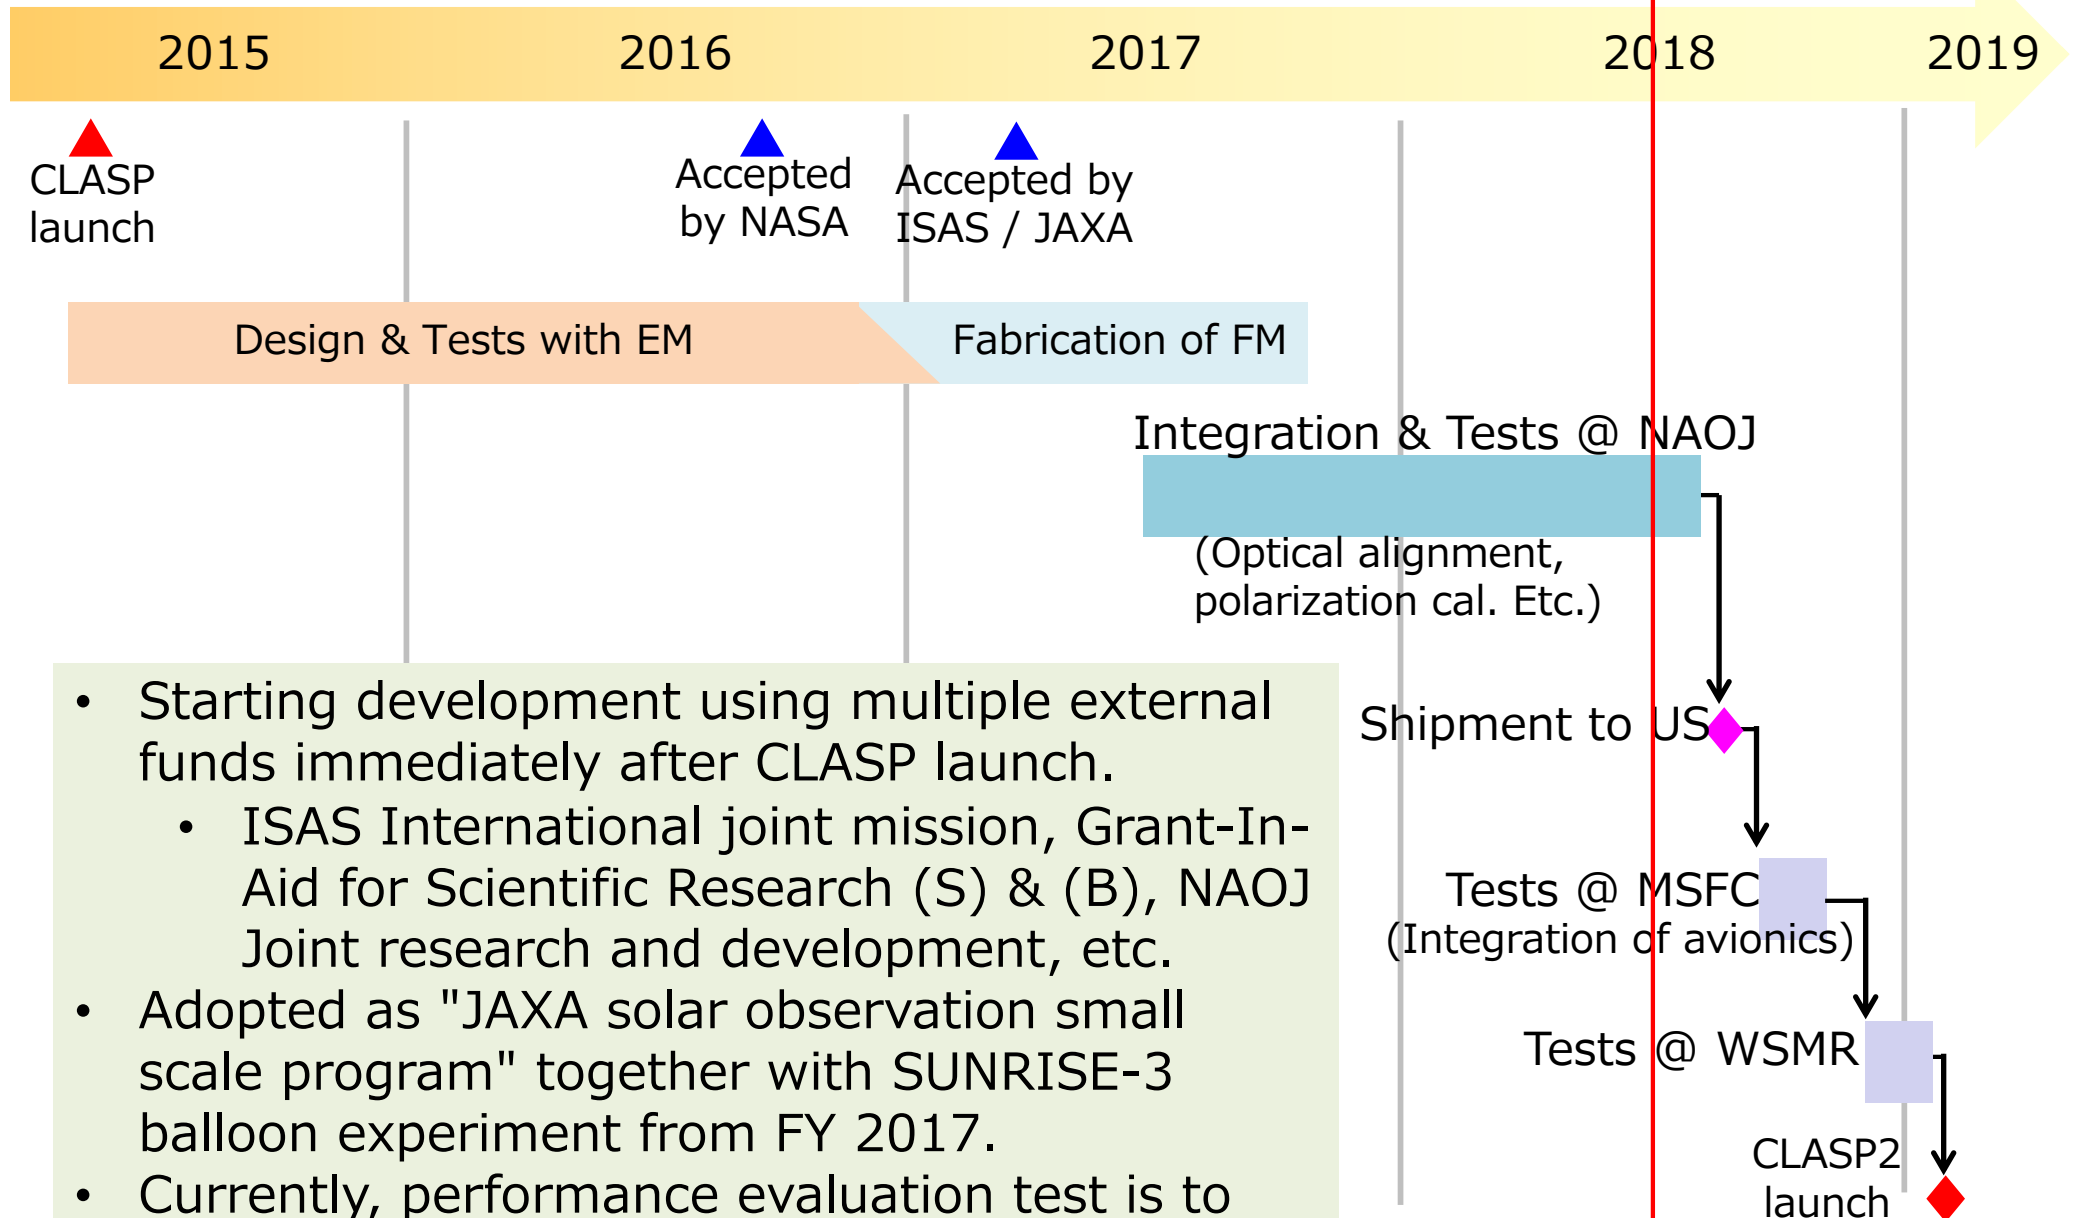 2015 2016 2017 2018 2019
CLASP
launch
Accepted
by NASA
Accepted by
ISAS / JAXA
Design & Tests with EM
Fabrication of FM
Integration & Tests @ NAOJ
(Optical alignment,
polarization cal. Etc.)
Shipment to US
Tests @ MSFC
(Integration of avionics)
Tests @ WSMR
CLASP2
launch
• Starting development using multiple external
funds immediately after CLASP launch.
• ISAS International joint mission, Grant-In-
Aid for Scientific Research (S) & (B), NAOJ
Joint research and development, etc.
• Adopted as "JAXA solar observation small
scale program" together with SUNRISE-3
balloon experiment from FY 2017.
• Currently, performance evaluation test is to